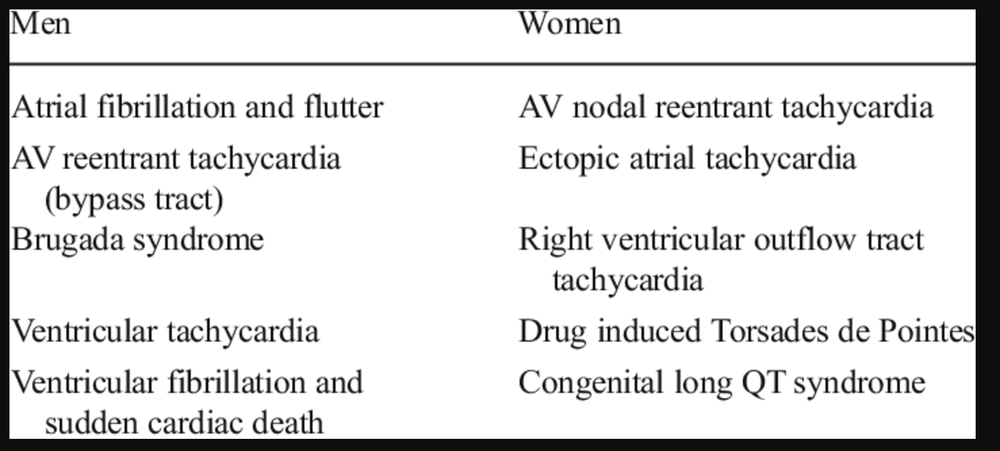 Men Women
Atrial fibrillation and flutter AV nodal reentrant tachycardia
AV reentrant tachycardia Ectopic atrial tachycardia
(bypass tract)
Brugada syndrome Right ventricular outflow tract
tachycardia
Ventricular tachycardia Drug induced Torsades de Pointes
Ventricular fibrillation and Congenital long QT syndrome
sudden cardiac death